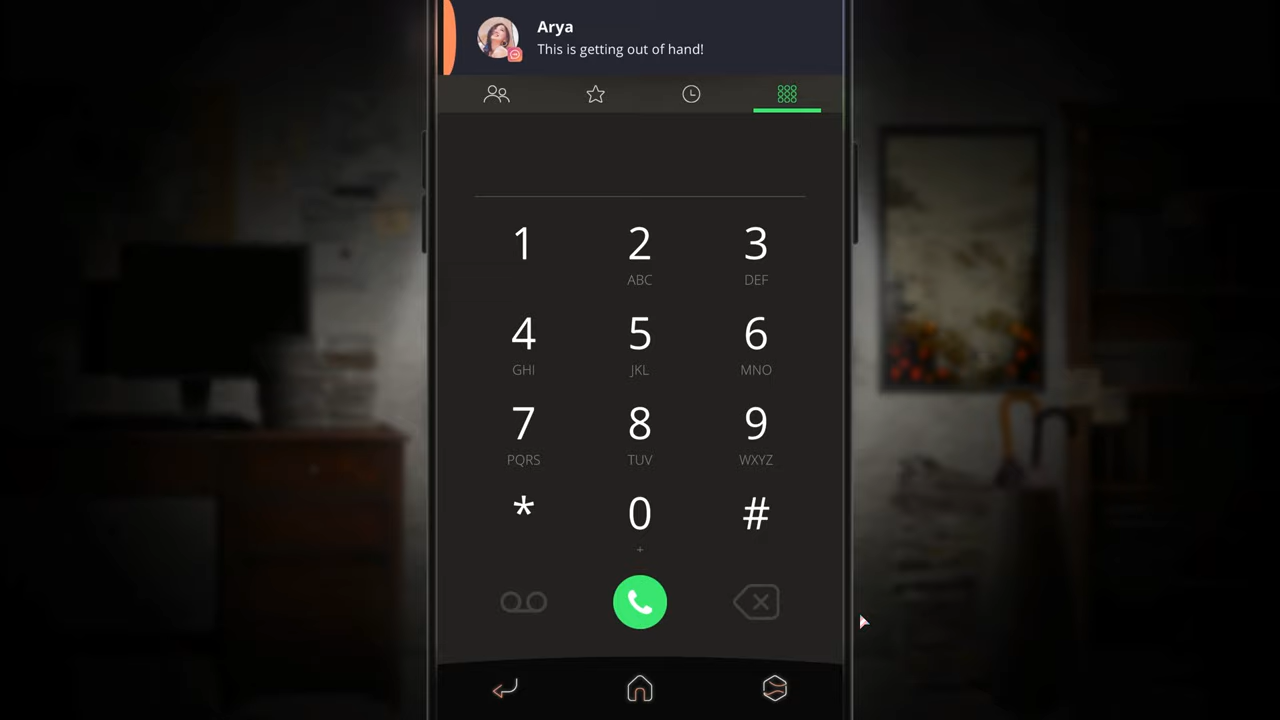 Arya
This is getting out of hand!
1 2 3
ABC DEF
4 5 6
GHI JKL MNO
7 8 9
PQRS TUV WXYZ
* 0 #
+